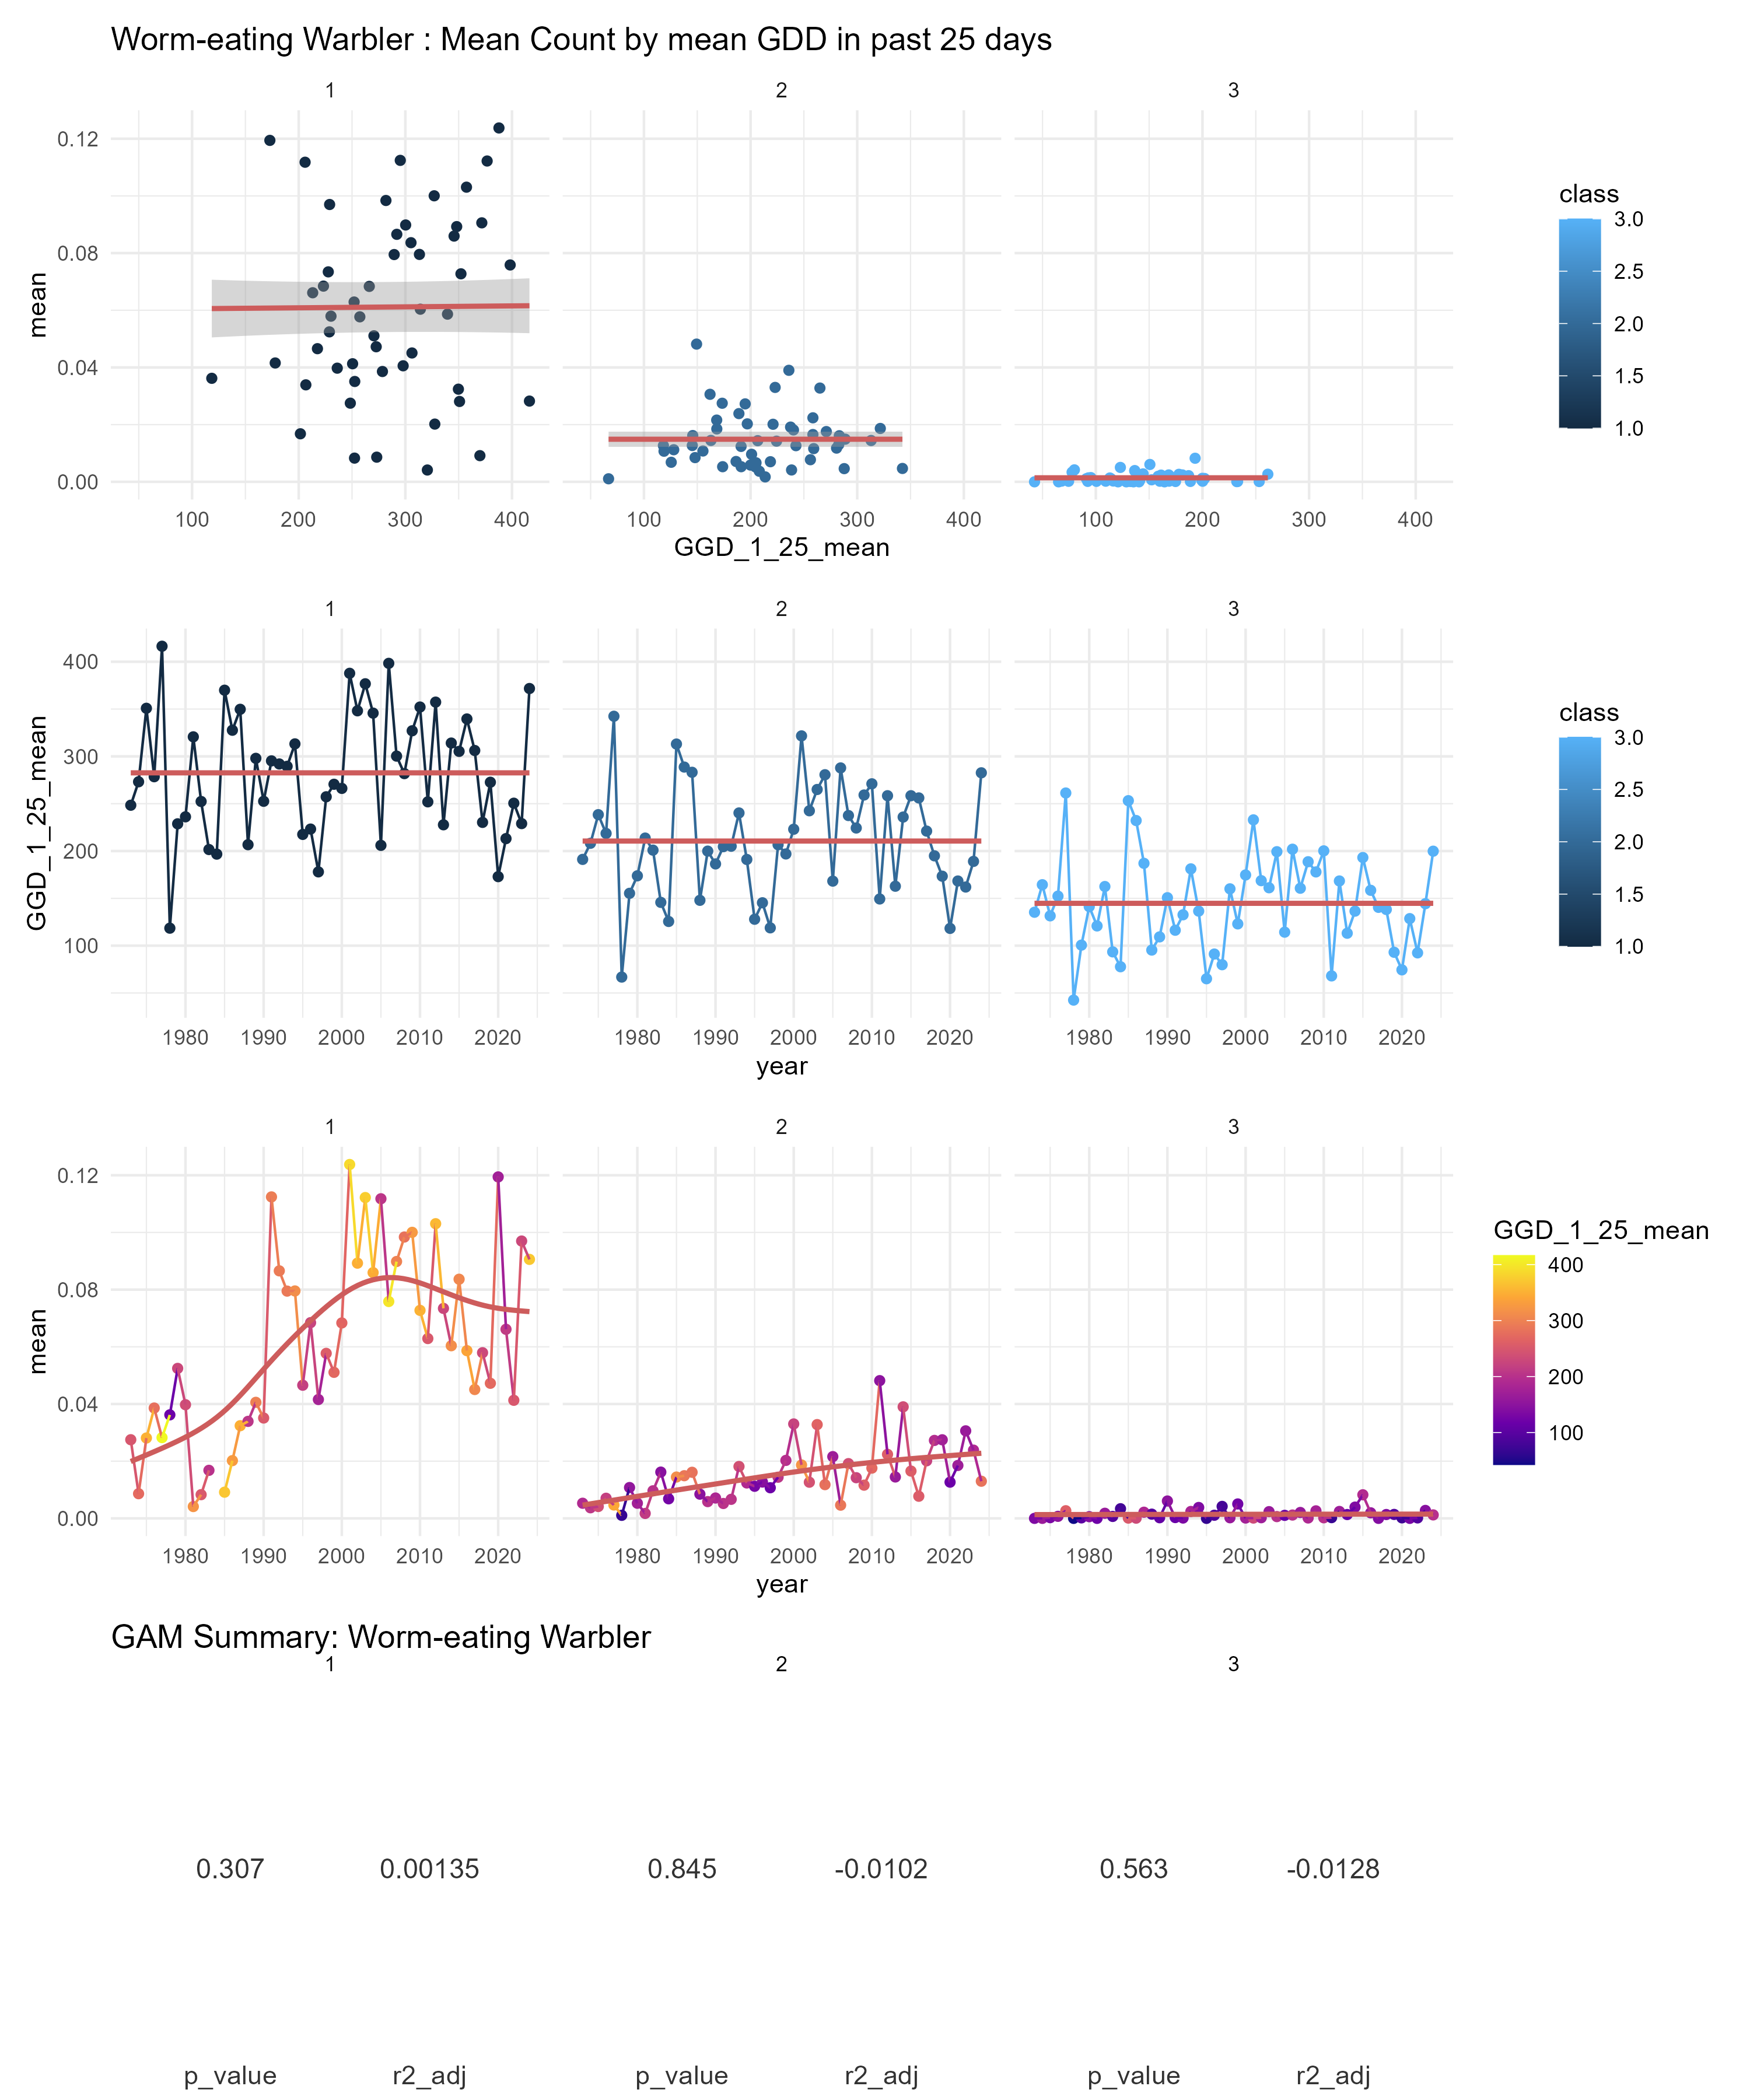 Worm-eating Warbler : Mean Count by mean GDD in past 25 days
1 2 3
mean
0.12
0.08
0.04
0.00
100 200 300 400 100 200 300 400 100 200 300 400
GGD_1_25_mean
class
3.0
2.5
2.0
1.5
1.0
1 2 3
GGD_1_25_mean
400
300
200
100
1980 1990 2000 2010 2020 1980 1990 2000 2010 2020 1980 1990 2000 2010 2020
year
class
3.0
2.5
2.0
1.5
1.0
1 2 3
mean
0.12
0.08
0.04
0.00
1980 1990 2000 2010 2020 1980 1990 2000 2010 2020 1980 1990 2000 2010 2020
year
GGD_1_25_mean
400
300
200
100
GAM Summary: Worm-eating Warbler
1 2 3
0.307 0.00135 0.845 -0.0102 0.563 -0.0128
p_value r2_adj p_value r2_adj p_value r2_adj